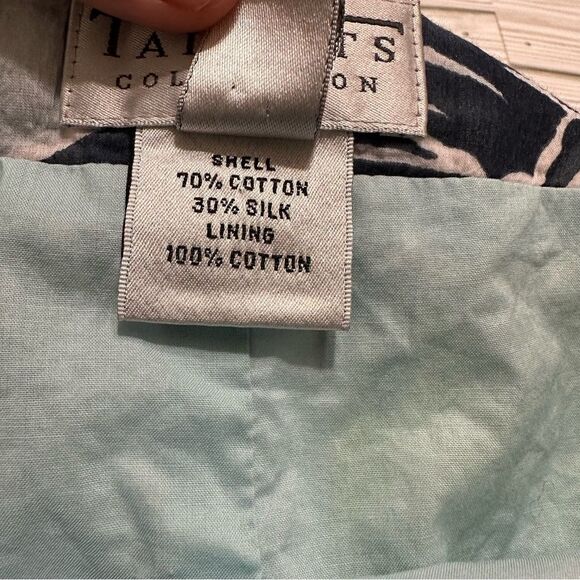 SHELL
70% COTTON
30% SILK
LINING
100% COTTON